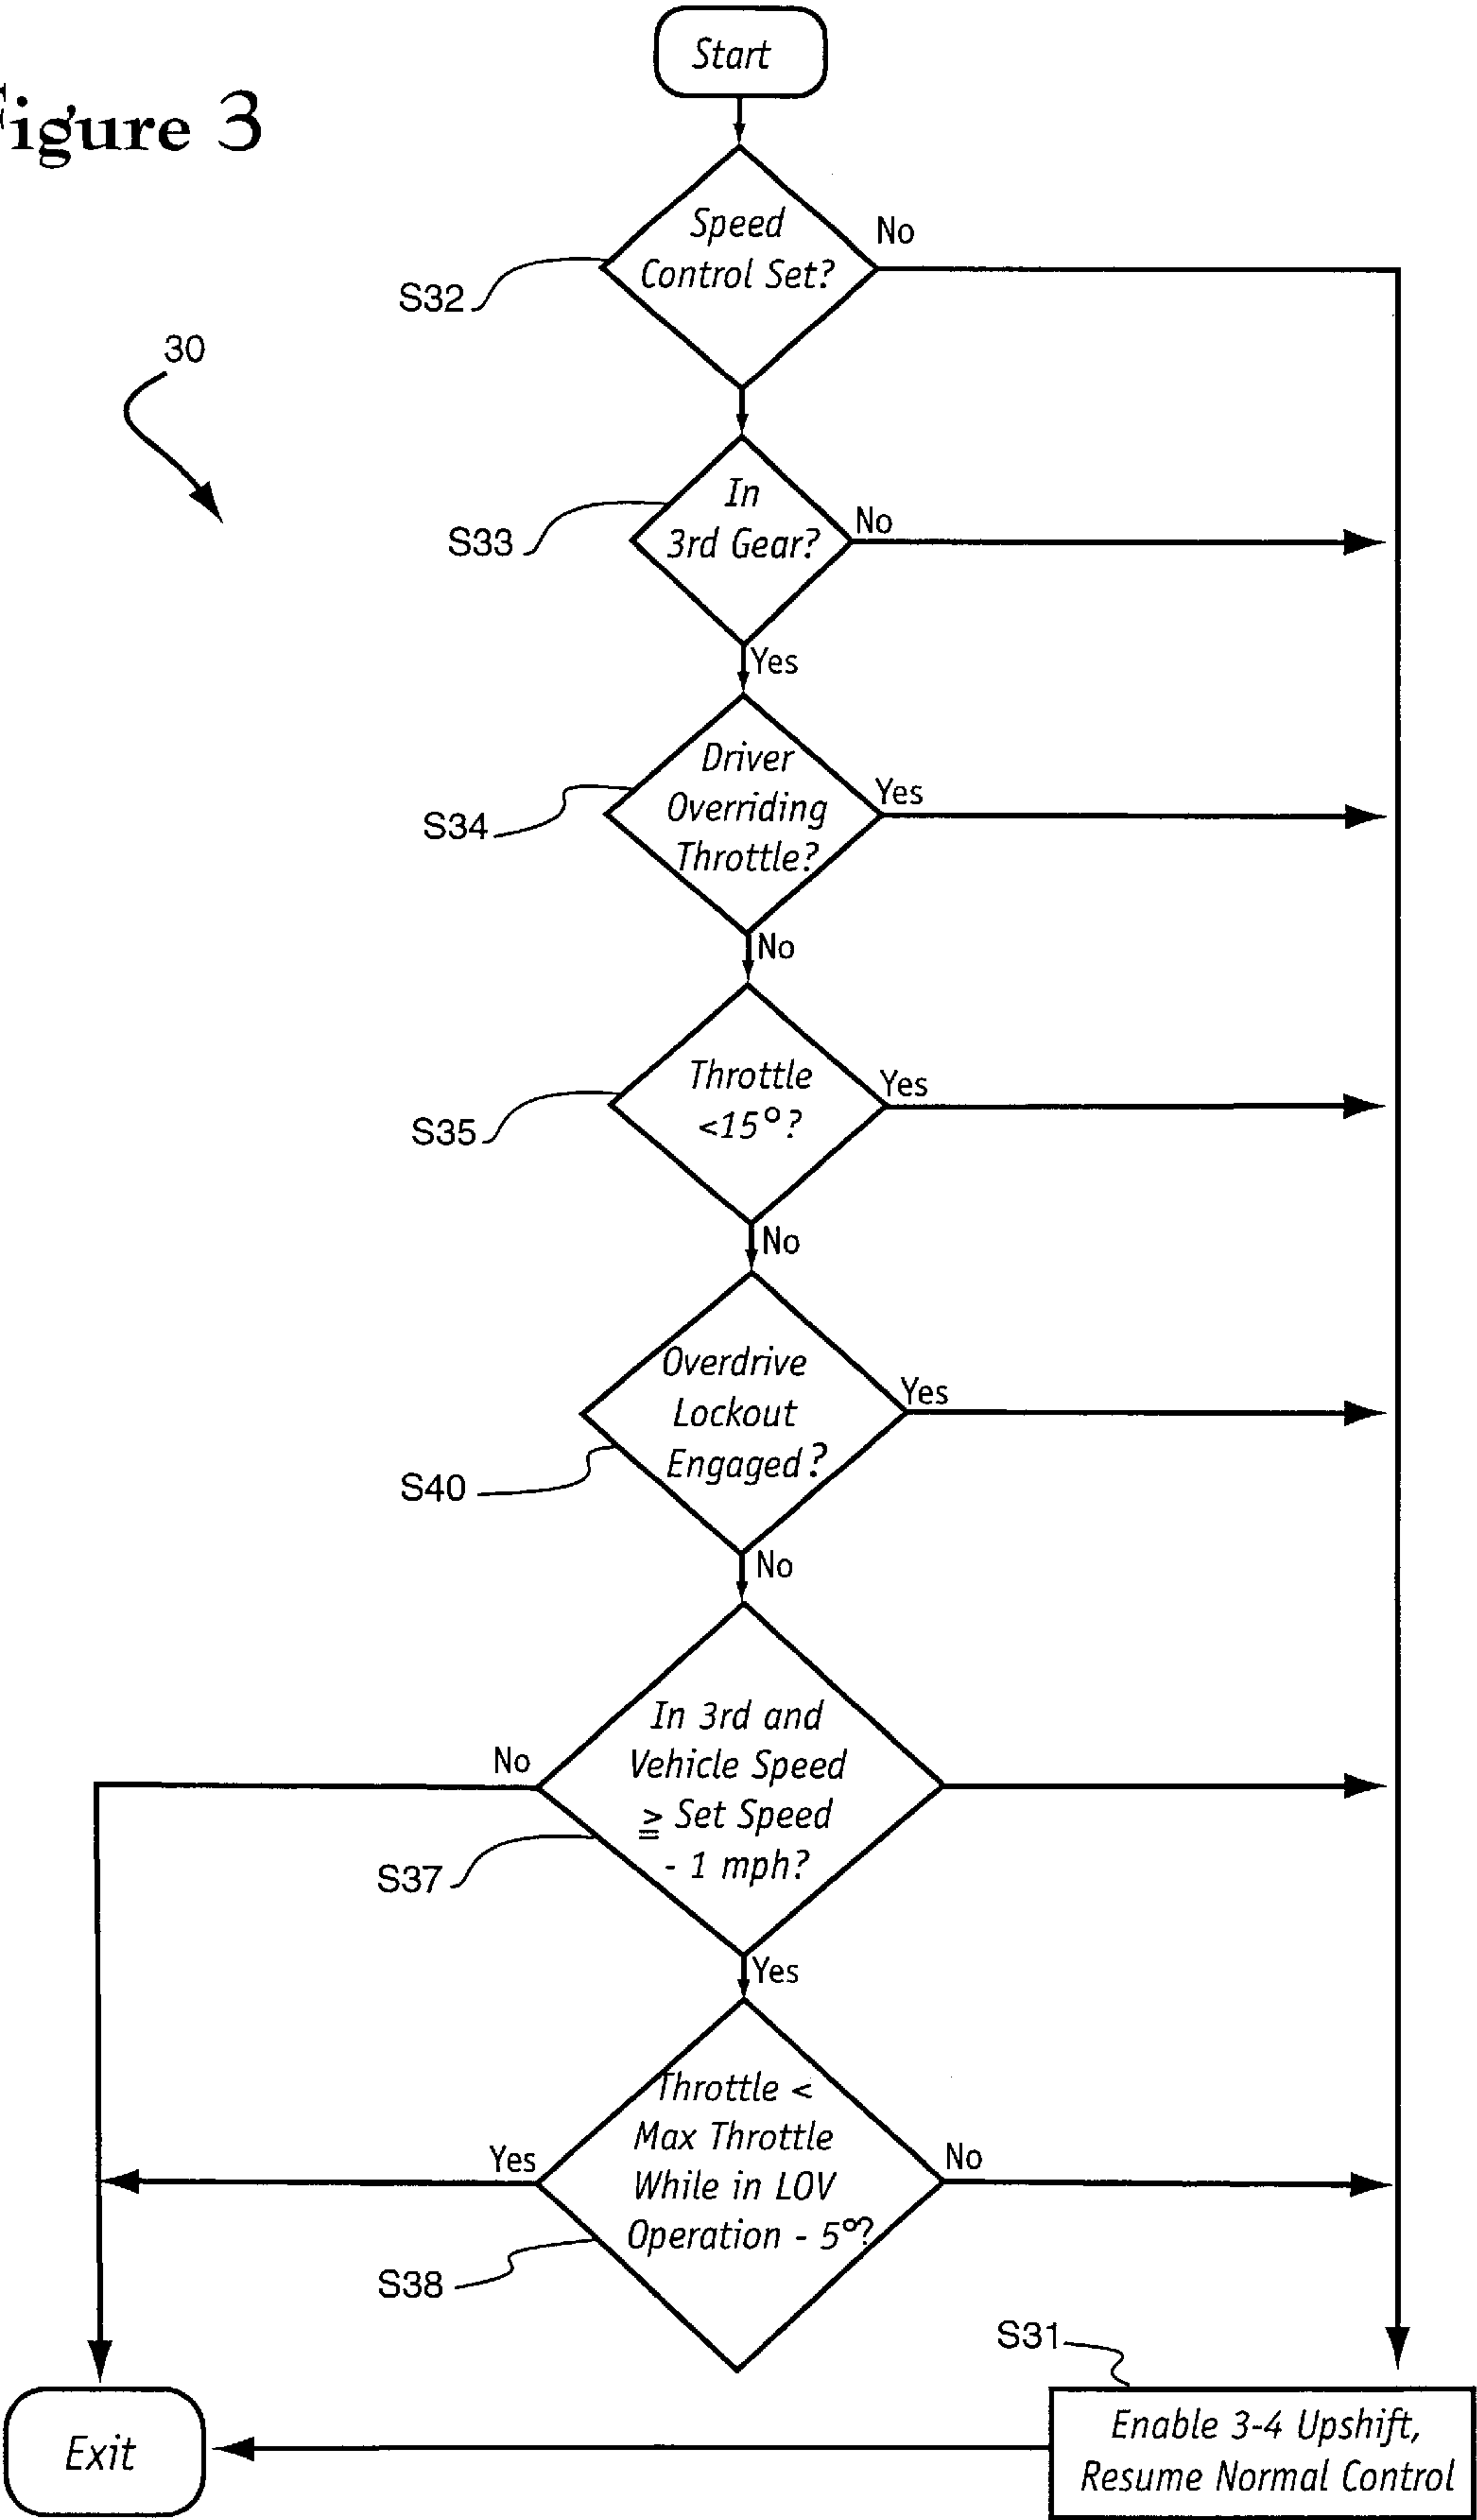 Figure 3
Start
Speed
Control Set?
No
S32
30
In
3rd Gear?
No
S33
Yes
Driver
Overriding
Throttle?
Yes
S34
No
Throttle
<15°?
Yes
S35
No
Overdrive
Lockout
Engaged?
Yes
S40
No
In 3rd and
Vehicle Speed
≧ Set Speed
- 1 mph?
No
S37
Yes
Throttle <
Max Throttle
While in LOV
Operation - 5°?
Yes
No
S38
S31
Enable 3-4 Upshift,
Resume Normal Control
Exit